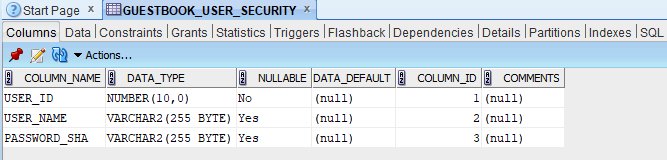 Start Page x GUESTBOOK_USER_SECURITY x
Columns Data Constraints Grants Statistics Triggers Flashback Dependencies Details Partitions Indexes SQL
Actions...
COLUMN_NAME DATA_TYPE NULLABLE DATA_DEFAULT COLUMN_ID COMMENTS
USER_ID NUMBER(10,0) No (null) 1 (null)
USER_NAME VARCHAR2(255 BYTE) Yes (null) 2 (null)
PASSWORD_SHA VARCHAR2(255 BYTE) Yes (null) 3 (null)